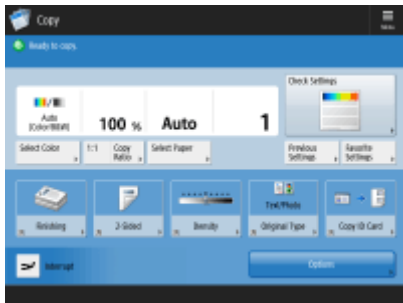 Copy
Menu
Ready to copy.
Check Settings
Auto
(Color/B&W)
100 %
Auto
1
Select Color
1:1
Copy
Ratio
Select Paper
Previous
Settings
Favorite
Settings
Finishing
2-Sided
Density
Text/Photo
Original Type
Copy ID Card
Interrupt
Options